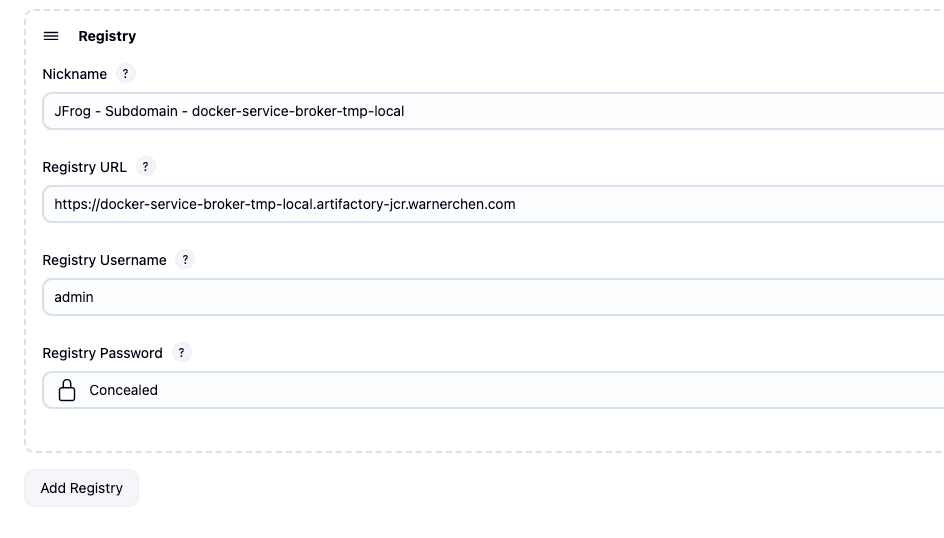 Registry
Nickname ?
JFrog - Subdomain - docker-service-broker-tmp-local
Registry URL ?
https://docker-service-broker-tmp-local.artifactory-jcr.warnerchen.com
Registry Username ?
admin
Registry Password ?
Concealed
Add Registry